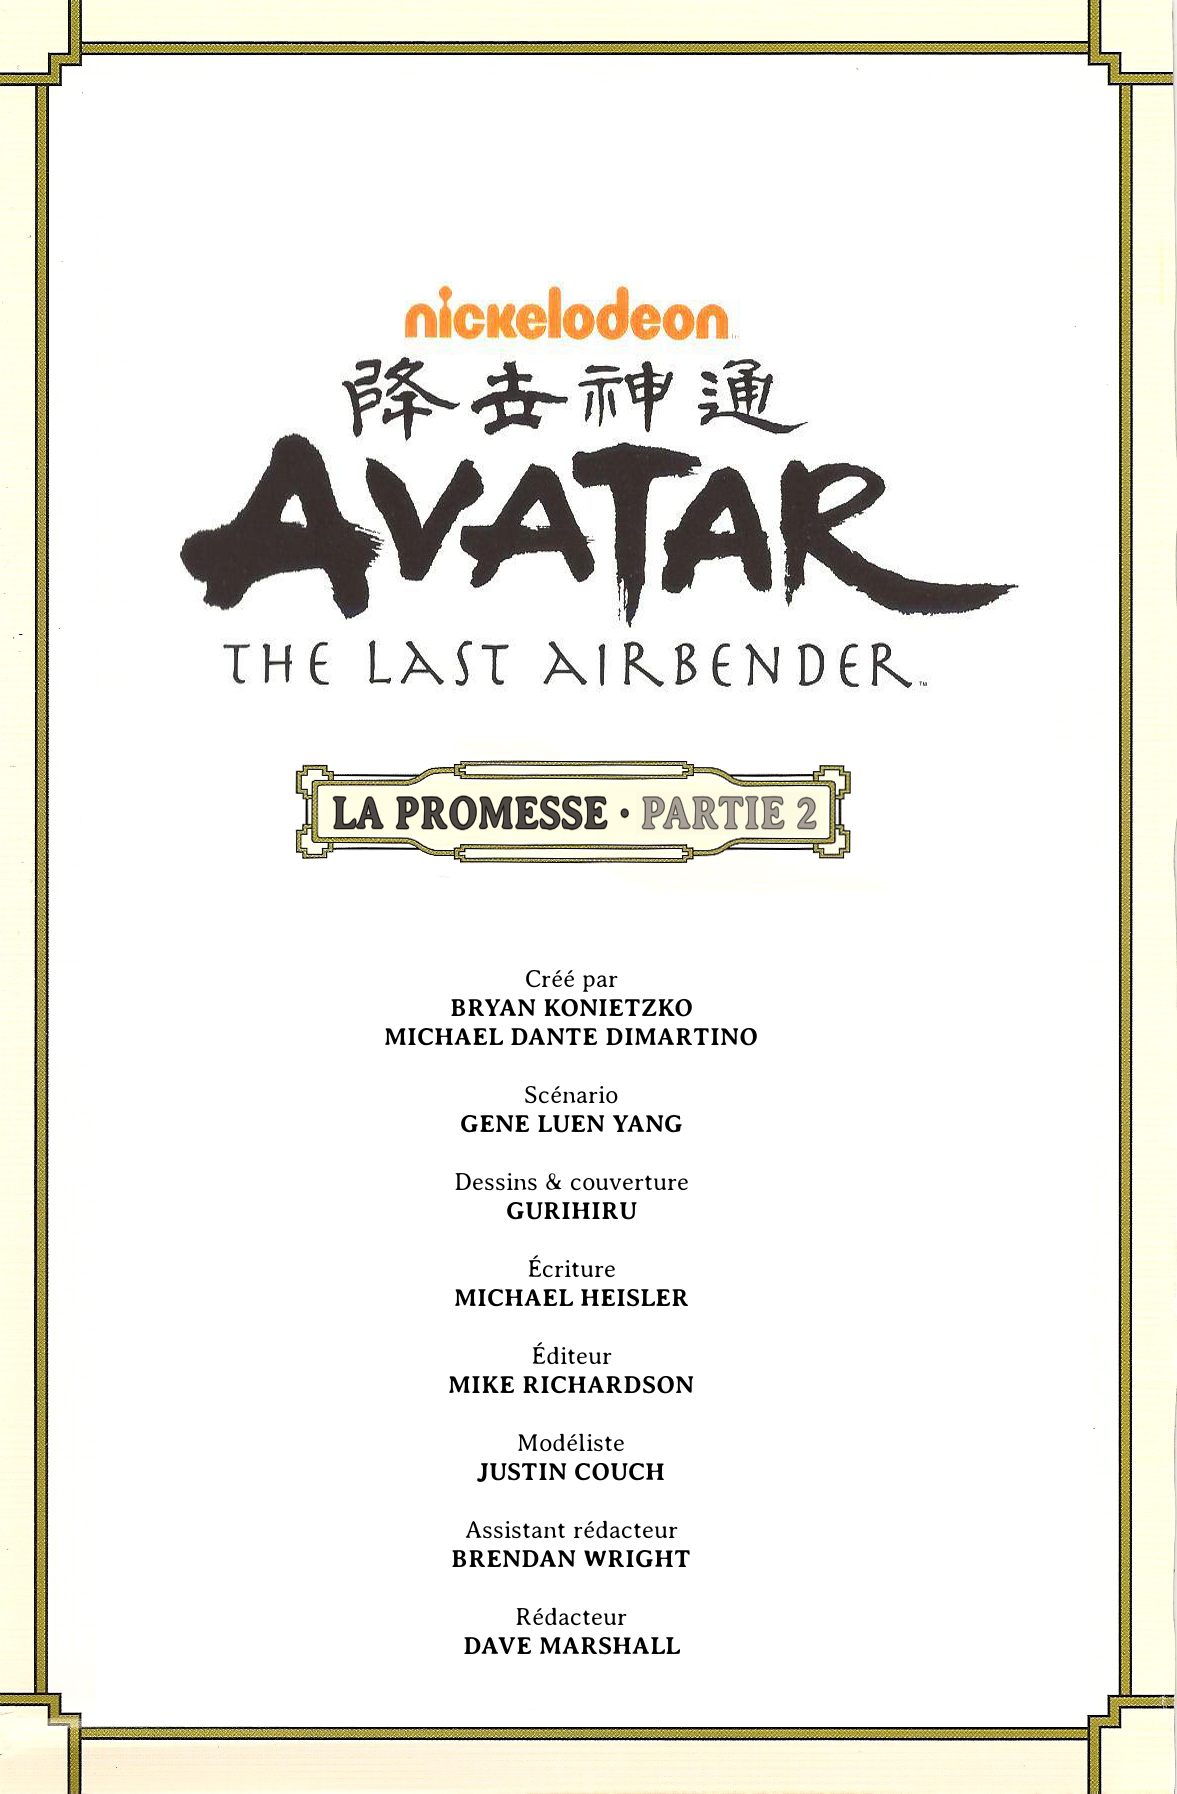 nickelodeon
降世神通
AVATAR
THE LAST AIRBENDER™
LA PROMESSE · PARTIE 2
Créé par
BRYAN KONIETZKO
MICHAEL DANTE DIMARTINO
Scénario
GENE LUEN YANG
Dessins & couverture
GURIHIRU
Écriture
MICHAEL HEISLER
Éditeur
MIKE RICHARDSON
Modéliste
JUSTIN COUCH
Assistant rédacteur
BRENDAN WRIGHT
Rédacteur
DAVE MARSHALL